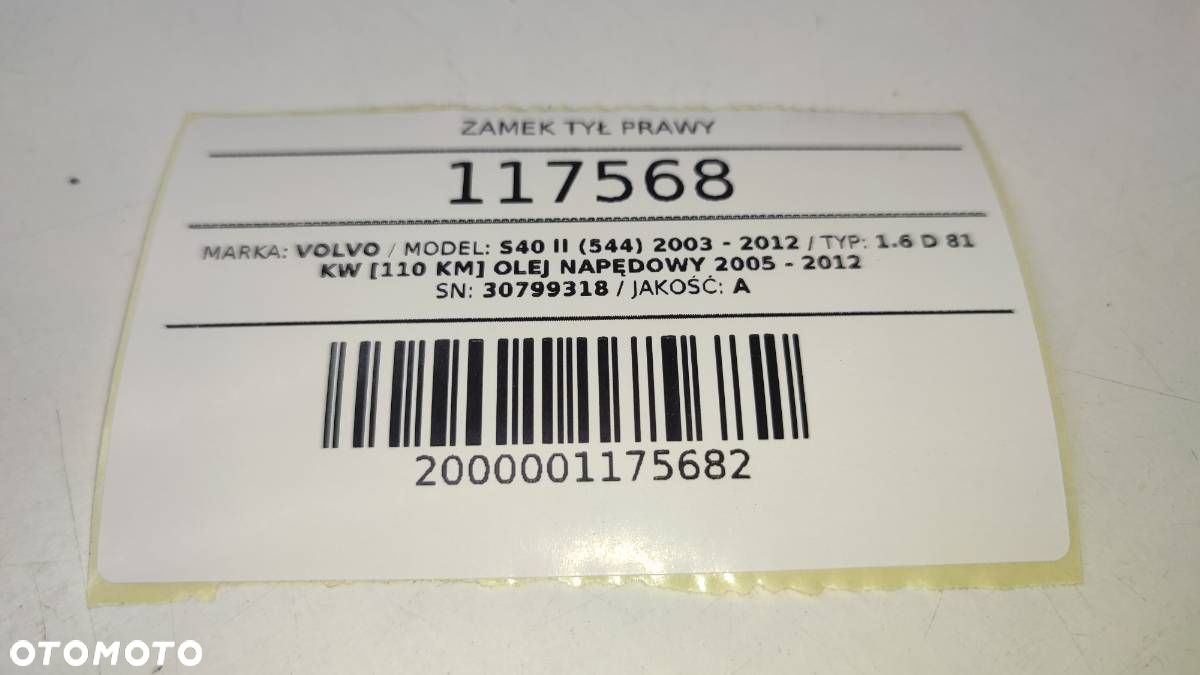 ZAMEK TYŁ PRAWY
117568
MARKA: VOLVO / MODEL: S40 II (544) 2003 - 2012 / TYP: 1.6 D 81
KW [110 KM] OLEJ NAPĘDOWY 2005 - 2012
SN: 30799318 / JAKOŚĆ: A
2000001175682
OTOMOTO